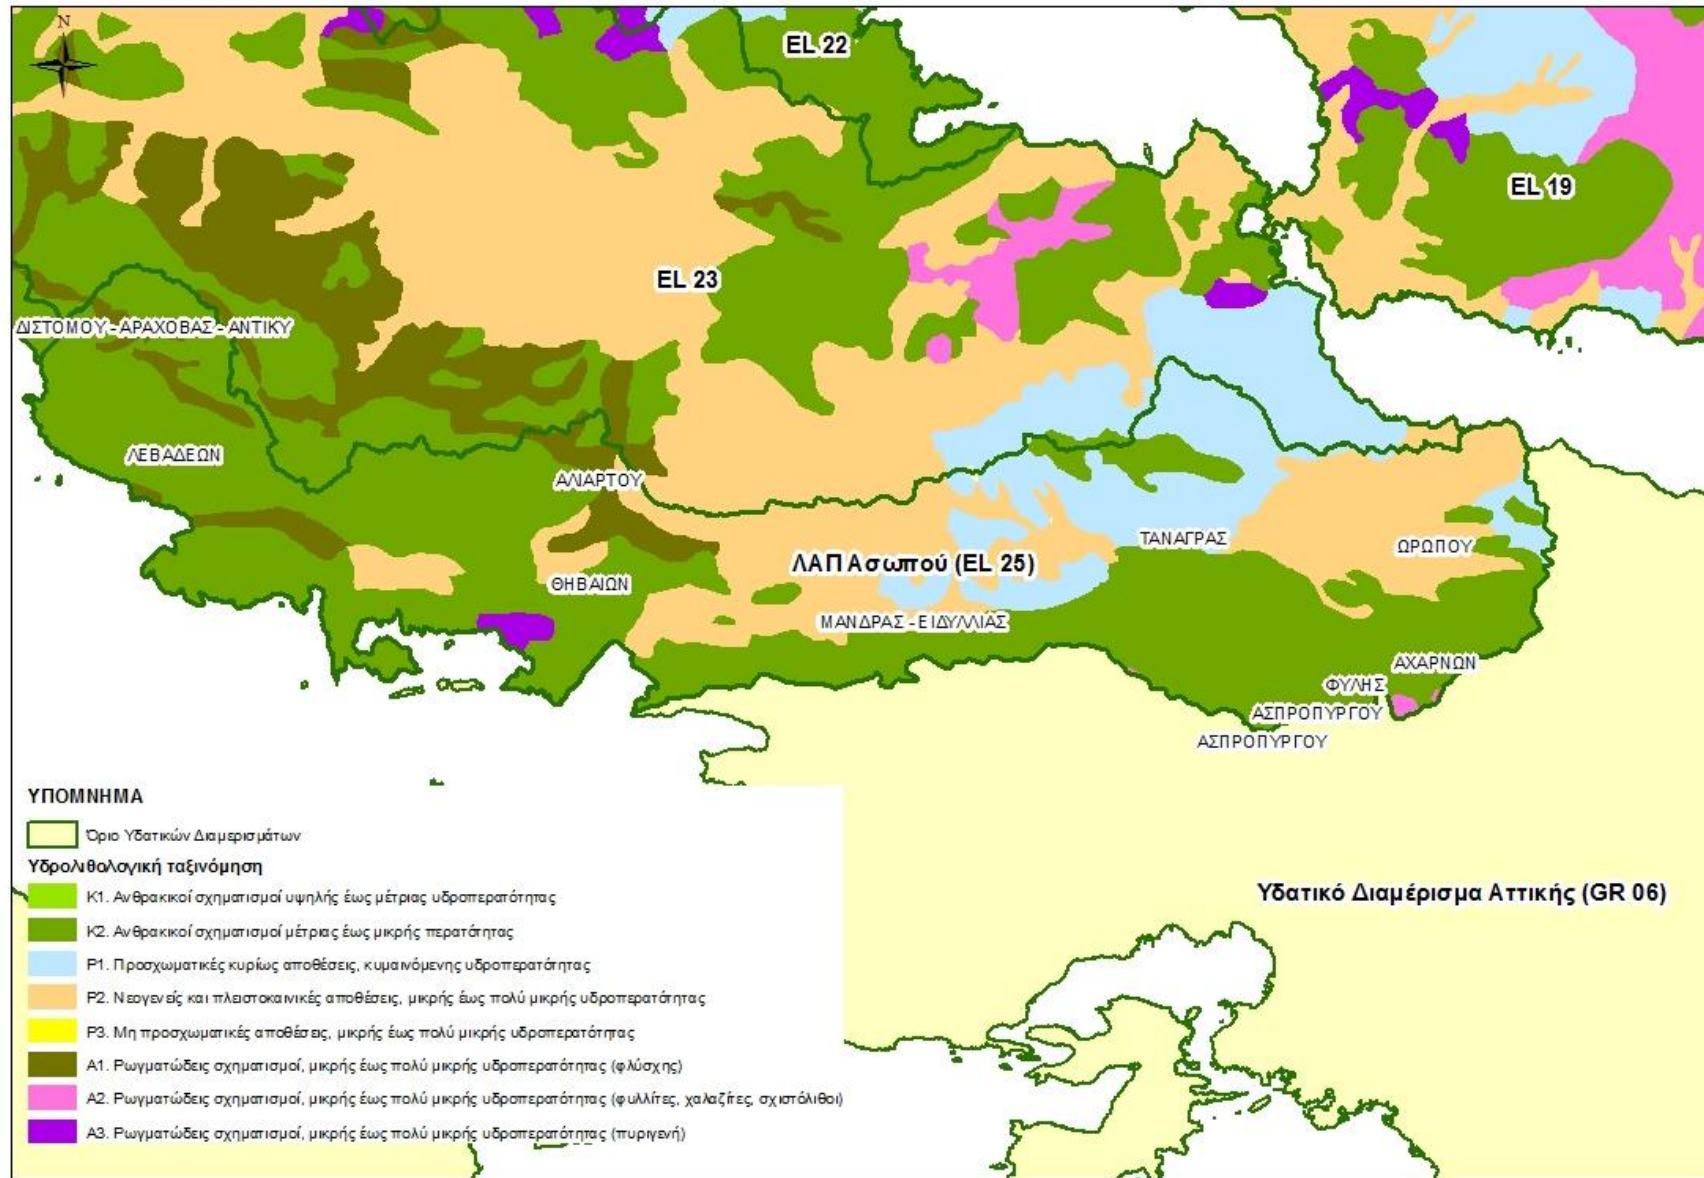 N
EL 22
EL 19
EL 23
ΔΙΣΤΟΜΟΥ - ΑΡΑΧΟΒΑΣ - ΑΝΤΙΚΥ
ΛΕΒΑΔΕΩΝ
ΑΛΙΑΡΤΟΥ
ΤΑΝΑΓΡΑΣ
ΩΡΩΠΟΥ
ΛΑΠ Ασωπού (EL 25)
ΘΗΒΑΙΩΝ
ΜΑΝΔΡΑΣ - ΕΙΔΥΛΛΙΑΣ
ΑΧΑΡΝΩΝ
ΦΥΛΗΣ
ΑΣΠΡΟΠΥΡΓΟΥ
ΑΣΠΡΟΠΥΡΓΟΥ
ΥΠΟΜΝΗΜΑ
Όριο Υδατικών Διαμερισμάτων
Υδρολιθολογική ταξινόμηση
Κ1. Ανθρακικοί σχηματισμοί υψηλής έως μέτριας υδροπερατότητας
Κ2. Ανθρακικοί σχηματισμοί μέτριας έως μικρής περατότητας
Ρ1. Προσχωματικές κυρίως αποθέσεις, κυμαινόμενης υδροπερατότητας
Ρ2. Νεογενείς και πλειστοκαινικές αποθέσεις, μικρής έως πολύ μικρής υδροπερατότητας
Ρ3. Μη προσχωματικές αποθέσεις, μικρής έως πολύ μικρής υδροπερατότητας
Α1. Ρωγματώδεις σχηματισμοί, μικρής έως πολύ μικρής υδροπερατότητας (φλύσχης)
Α2. Ρωγματώδεις σχηματισμοί, μικρής έως πολύ μικρής υδροπερατότητας (φυλλίτες, χαλαζίτες, σχιστόλιθοι)
Α3. Ρωγματώδεις σχηματισμοί, μικρής έως πολύ μικρής υδροπερατότητας (πυριγενή)
Υδατικό Διαμέρισμα Αττικής (GR 06)